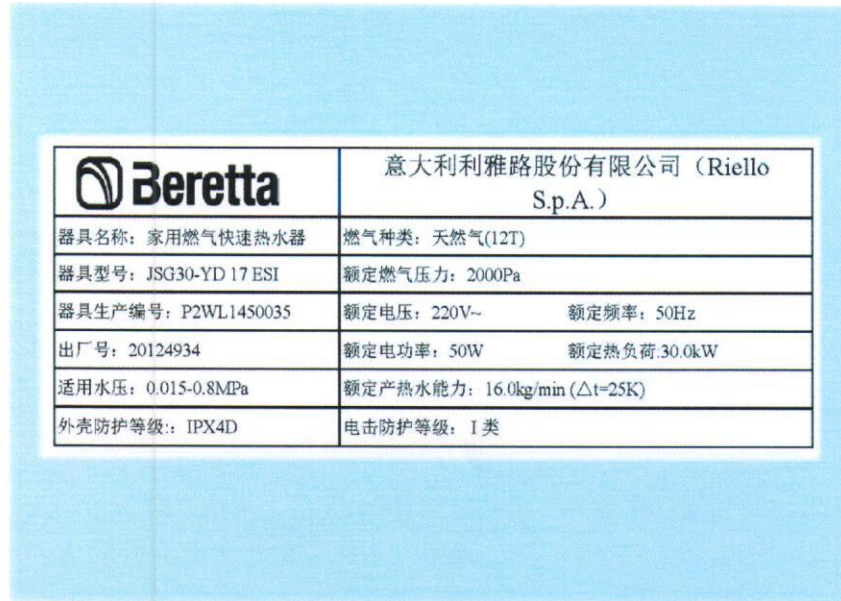 Beretta
意大利利雅路股份有限公司（Riello
S.p.A.）
器具名称：家用燃气快速热水器
燃气种类：天然气(12T)
器具型号：JSG30-YD 17 ESI
额定燃气压力：2000Pa
器具生产编号：P2WL1450035
额定电压：220V~ 额定频率：50Hz
出厂号：20124934
额定电功率：50W 额定热负荷:30.0kW
适用水压：0.015-0.8MPa
额定产热水能力：16.0kg/min (△t=25K)
外壳防护等级:：IPX4D
电击防护等级：I 类